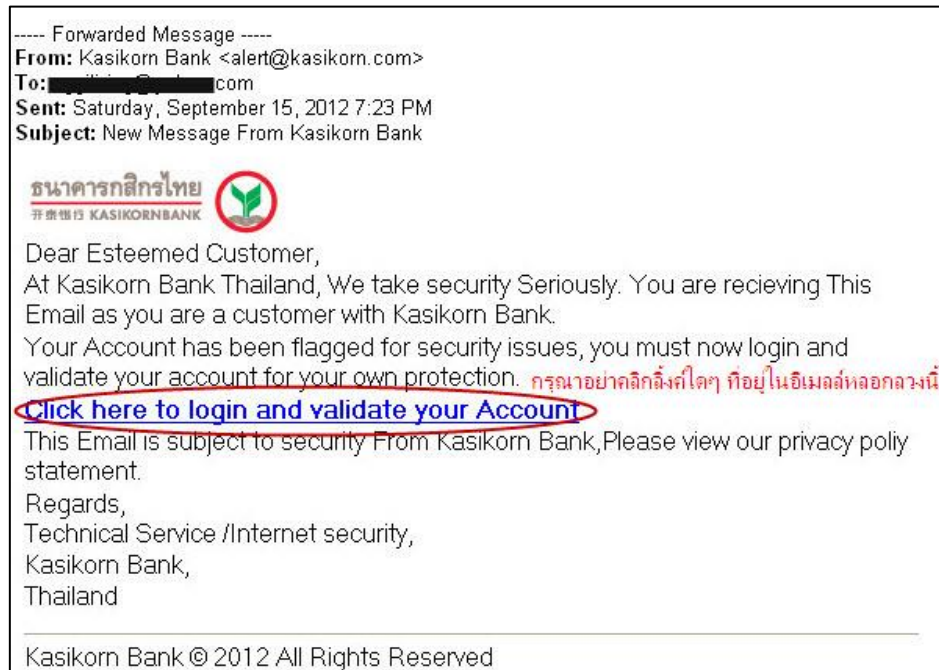 ----- Forwarded Message -----
From: Kasikorn Bank <alert@kasikorn.com>
To: com
Sent: Saturday, September 15, 2012 7:23 PM
Subject: New Message From Kasikorn Bank
ธนาคารกสิกรไทย
开泰银行 KASIKORNBANK
Dear Esteemed Customer,
At Kasikorn Bank Thailand, We take security Seriously. You are recieving This
Email as you are a customer with Kasikorn Bank.
Your Account has been flagged for security issues, you must now login and
validate your account for your own protection. กรุณาอย่าคลิกลิ้งค์ใดๆ ที่อยู่ในอีเมลล์หลอกลวงนี้
Click here to login and validate your Account
This Email is subject to security From Kasikorn Bank,Please view our privacy poliy
statement.
Regards,
Technical Service /Internet security,
Kasikorn Bank,
Thailand
Kasikorn Bank © 2012 All Rights Reserved